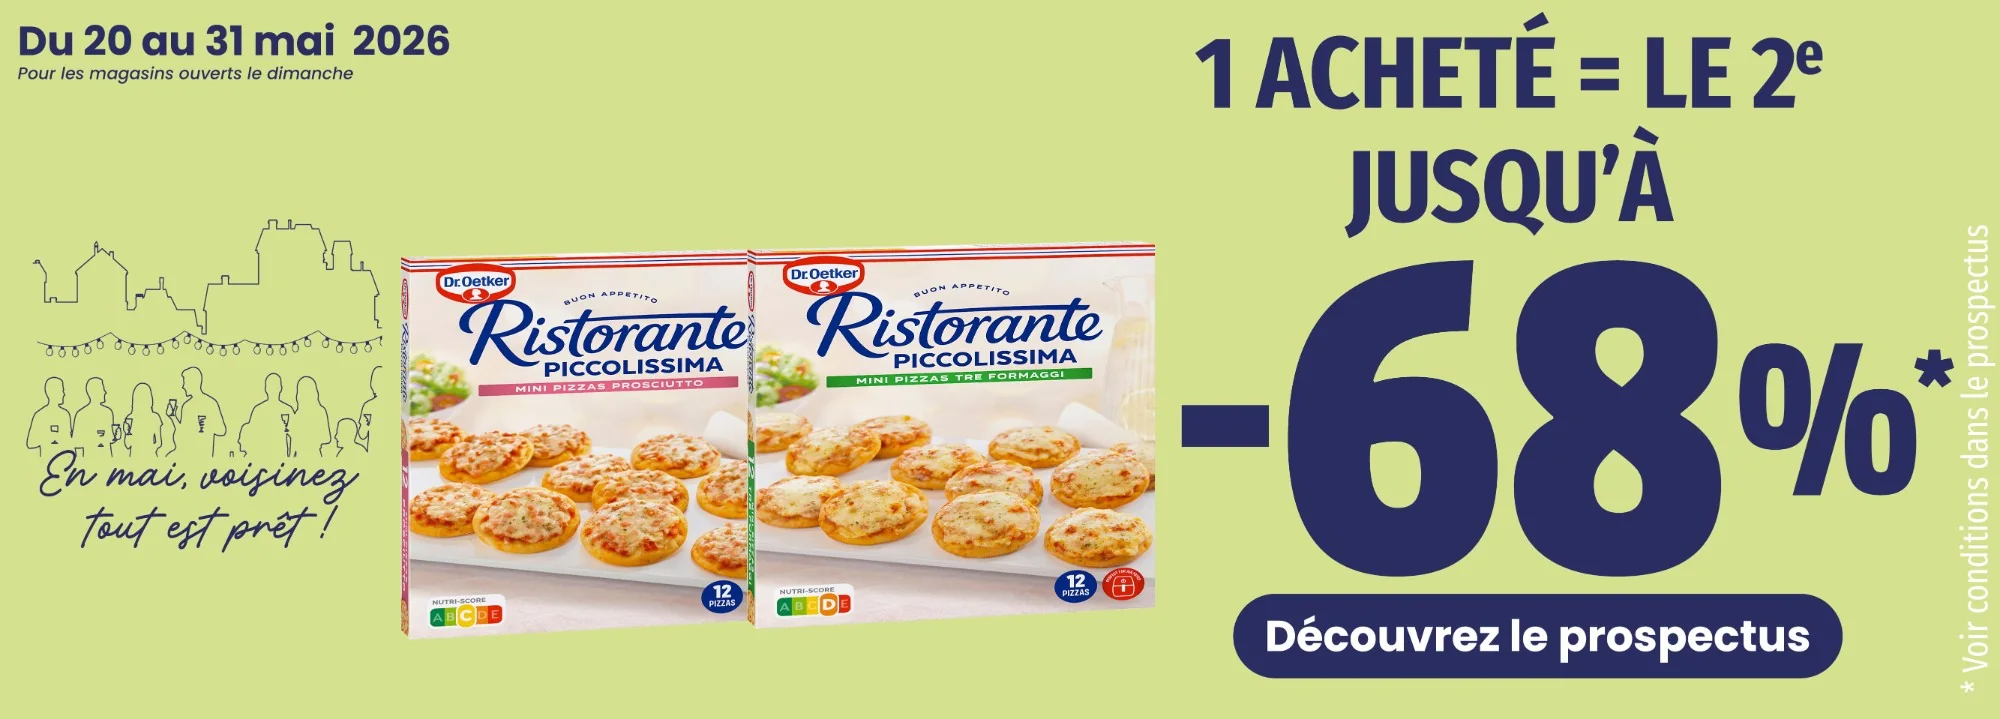 Du 20 au 31 mai 2026
Pour les magasins ouverts le dimanche
1 ACHETÉ = LE 2e
JUSQU'À
-68%*
Découvrez le prospectus
* Voir conditions dans le prospectus
En mai, voisinez
tout est prêt !
Dr.Oetker
BUON APPETITO
Ristorante
PICCOLISSIMA
MINI PIZZAS PROSCIUTTO
NUTRI-SCORE
A B C D E
12
PIZZAS
Dr.Oetker
BUON APPETITO
Ristorante
PICCOLISSIMA
MINI PIZZAS TRE FORMAGGI
NUTRI-SCORE
A B C D E
12
PIZZAS